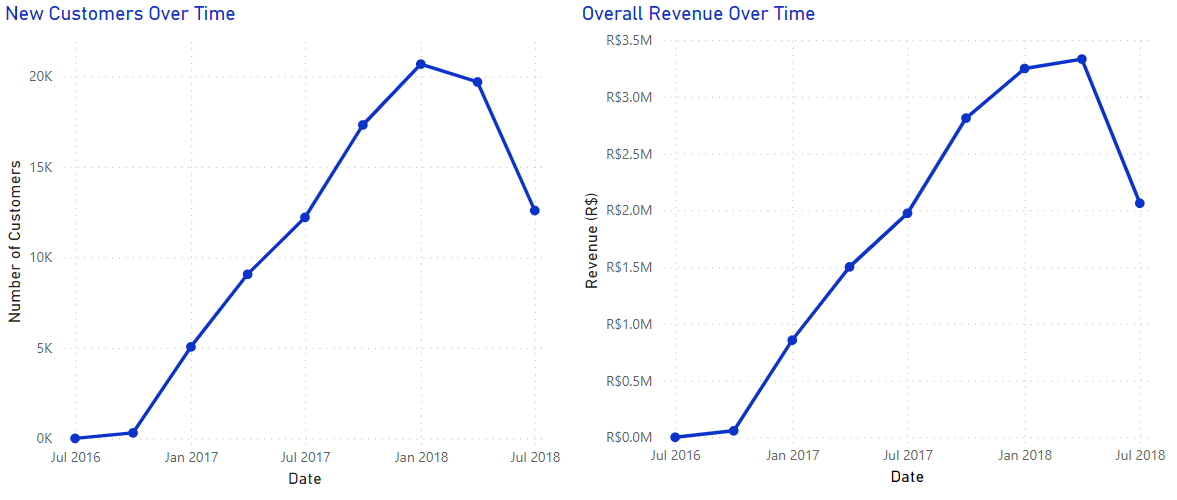 New Customers Over Time
20K
15K
10K
5K
0K
Number of Customers
Jul 2016 Jan 2017 Jul 2017 Jan 2018 Jul 2018
Date
Overall Revenue Over Time
R$3.5M
R$3.0M
R$2.5M
R$2.0M
R$1.5M
R$1.0M
R$0.5M
R$0.0M
Revenue (R$)
Jul 2016 Jan 2017 Jul 2017 Jan 2018 Jul 2018
Date